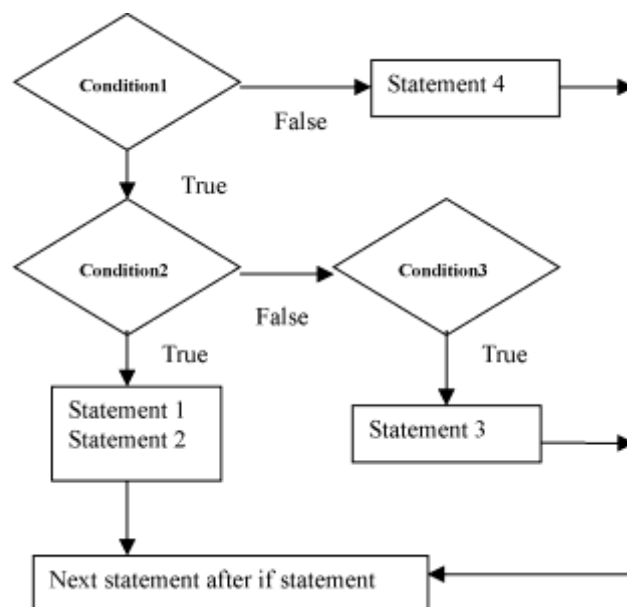 Condition1
Statement 4
False
True
Condition2
Condition3
False
True
True
Statement 1
Statement 2
Statement 3
Next statement after if statement